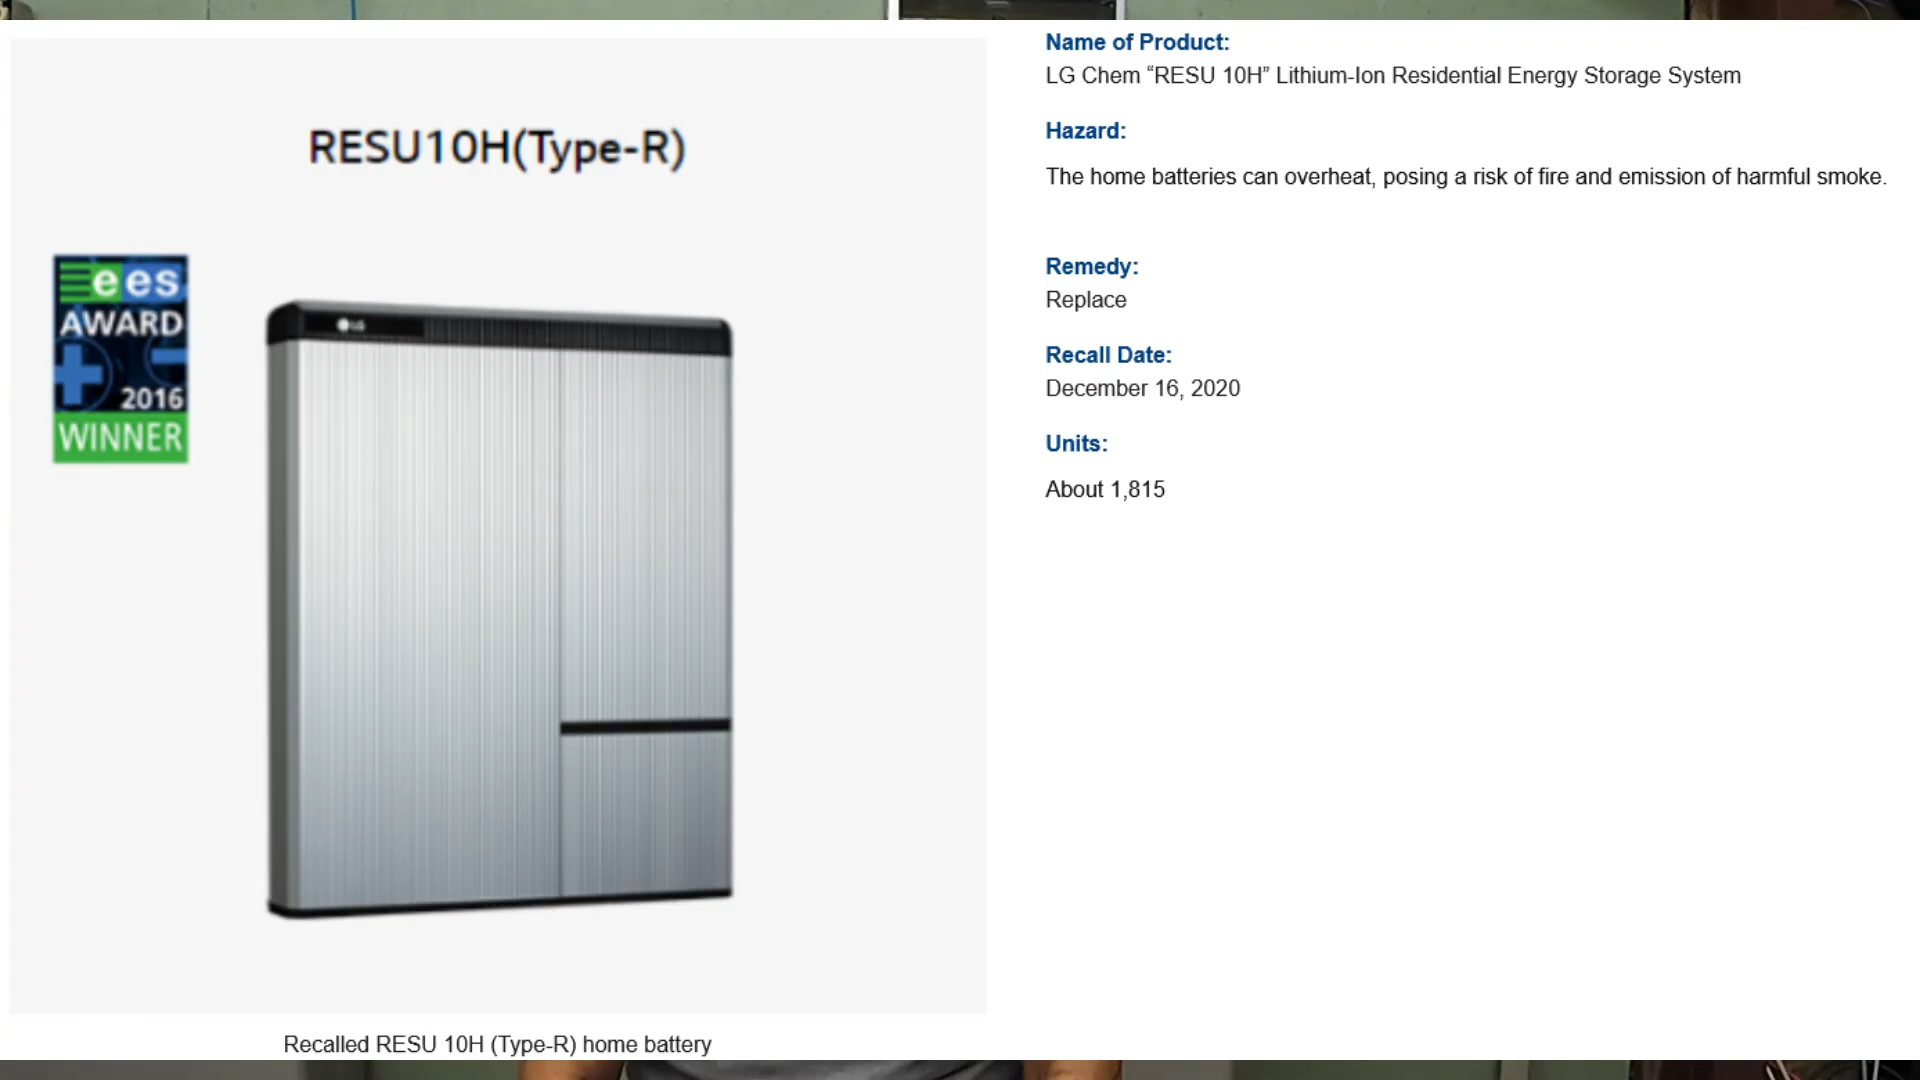 RESU10H(Type-R)
ees
AWARD
2016
WINNER
LG
Recalled RESU 10H (Type-R) home battery
Name of Product:
LG Chem “RESU 10H” Lithium-Ion Residential Energy Storage System
Hazard:
The home batteries can overheat, posing a risk of fire and emission of harmful smoke.
Remedy:
Replace
Recall Date:
December 16, 2020
Units:
About 1,815